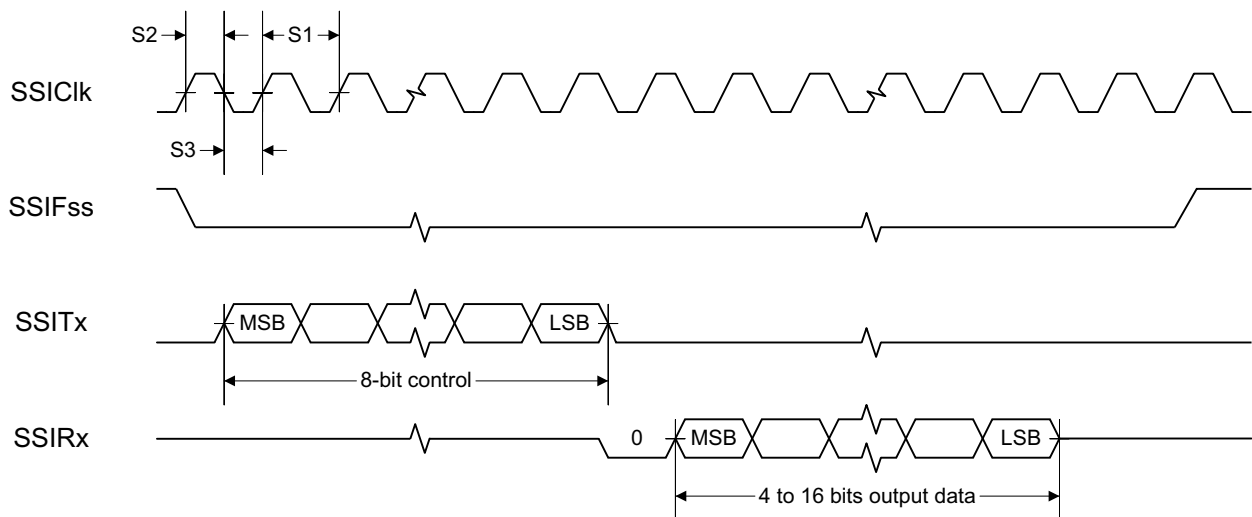 S2
S1
SSIClk
S3
SSIFss
SSITx
MSB
LSB
8-bit control
SSIRx
0
MSB
LSB
4 to 16 bits output data